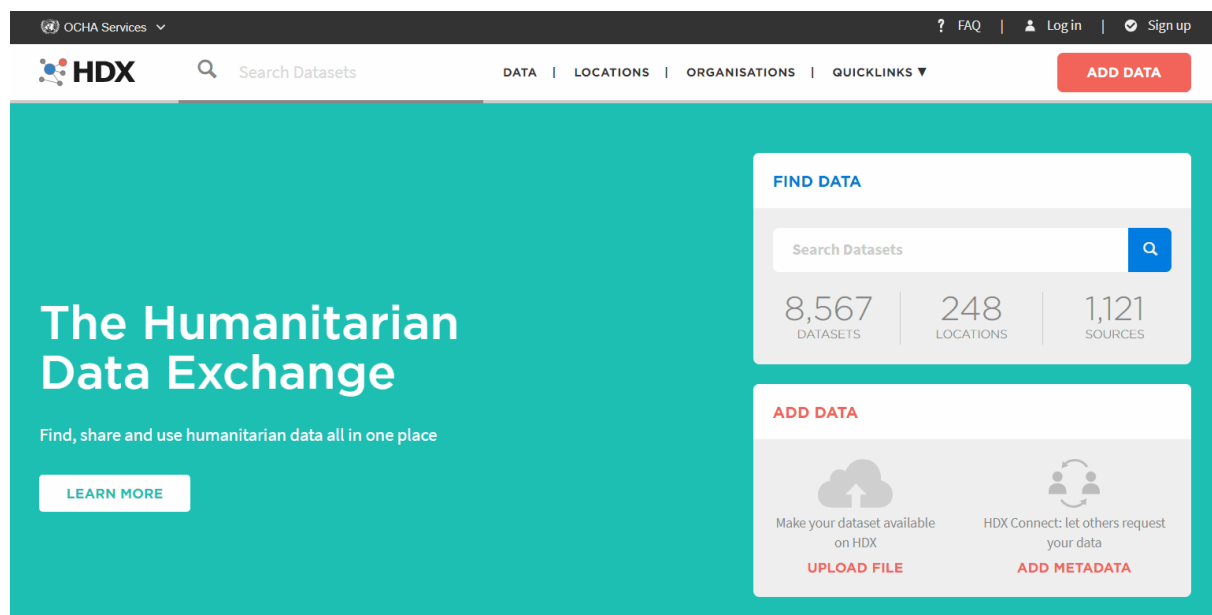 OCHA Services
? FAQ | Log in | Sign up
HDX
Search Datasets
DATA | LOCATIONS | ORGANISATIONS | QUICKLINKS ▼
ADD DATA
The Humanitarian
Data Exchange
Find, share and use humanitarian data all in one place
LEARN MORE
FIND DATA
Search Datasets
8,567 248 1,121
DATASETS LOCATIONS SOURCES
ADD DATA
Make your dataset available
on HDX
UPLOAD FILE
HDX Connect: let others request
your data
ADD METADATA